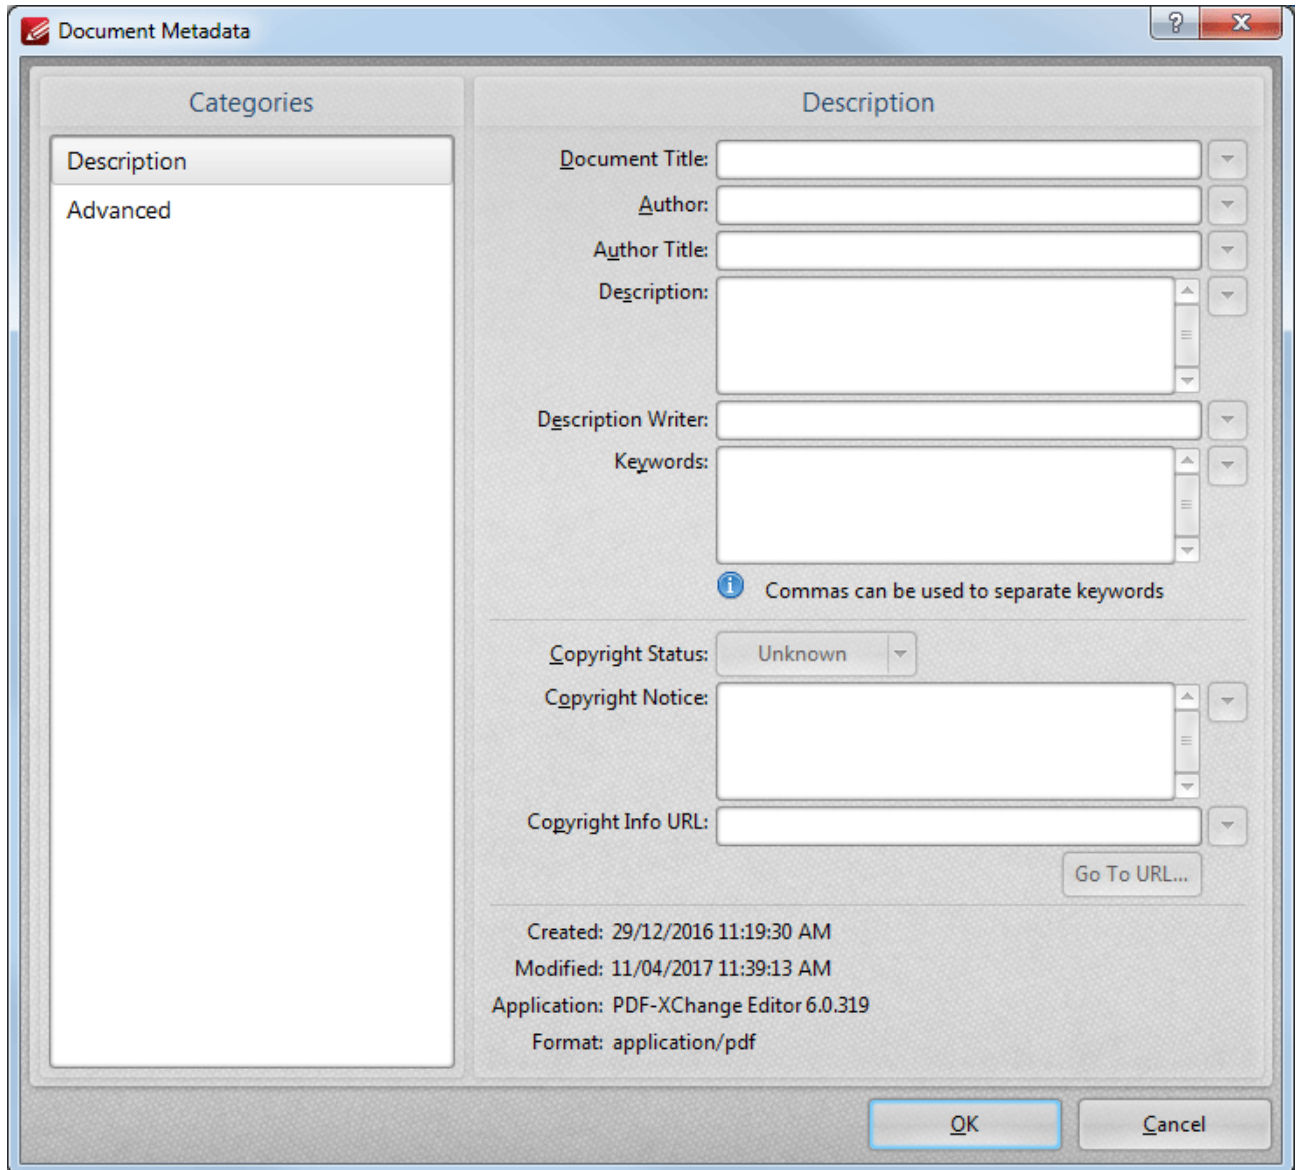 Document Metadata
Categories
Description
Advanced
Description
Document Title:
Author:
Author Title:
Description:
Description Writer:
Keywords:
Commas can be used to separate keywords
Copyright Status: Unknown
Copyright Notice:
Copyright Info URL:
Go To URL...
Created: 29/12/2016 11:19:30 AM
Modified: 11/04/2017 11:39:13 AM
Application: PDF-XChange Editor 6.0.319
Format: application/pdf
OK Cancel